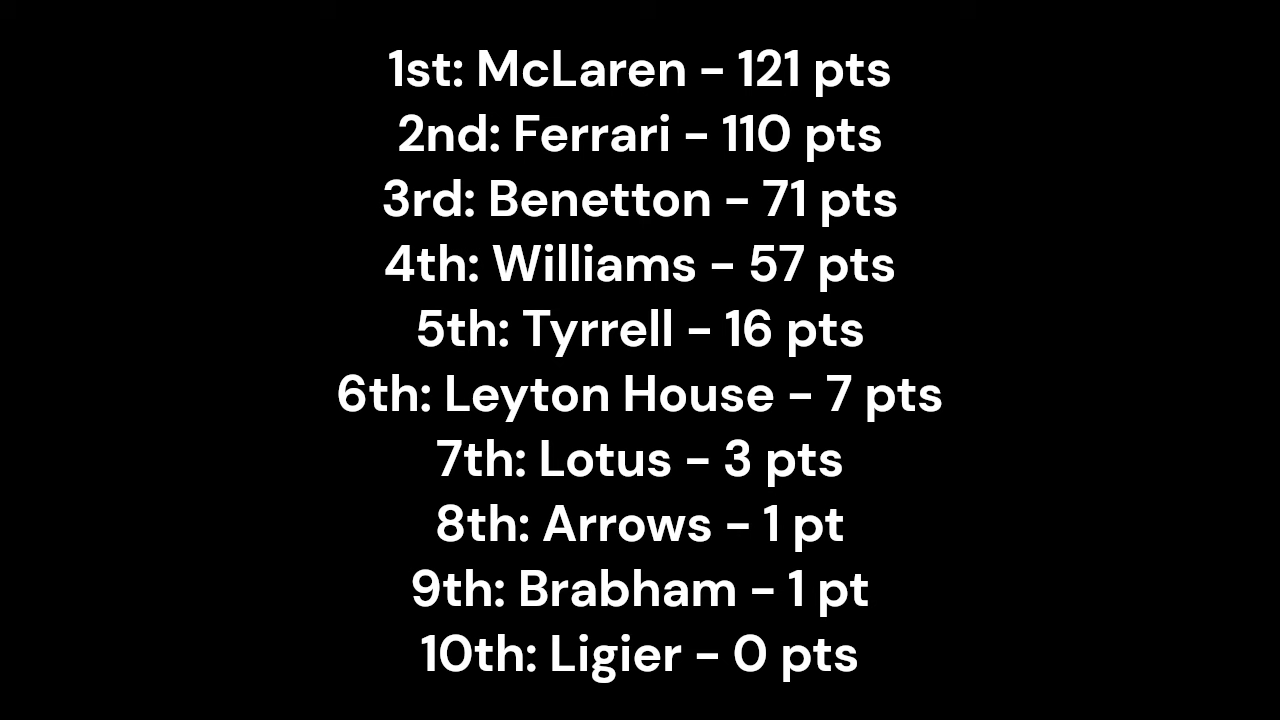 1st: McLaren – 121 pts
2nd: Ferrari – 110 pts
3rd: Benetton – 71 pts
4th: Williams – 57 pts
5th: Tyrrell – 16 pts
6th: Leyton House – 7 pts
7th: Lotus – 3 pts
8th: Arrows – 1 pt
9th: Brabham – 1 pt
10th: Ligier – 0 pts